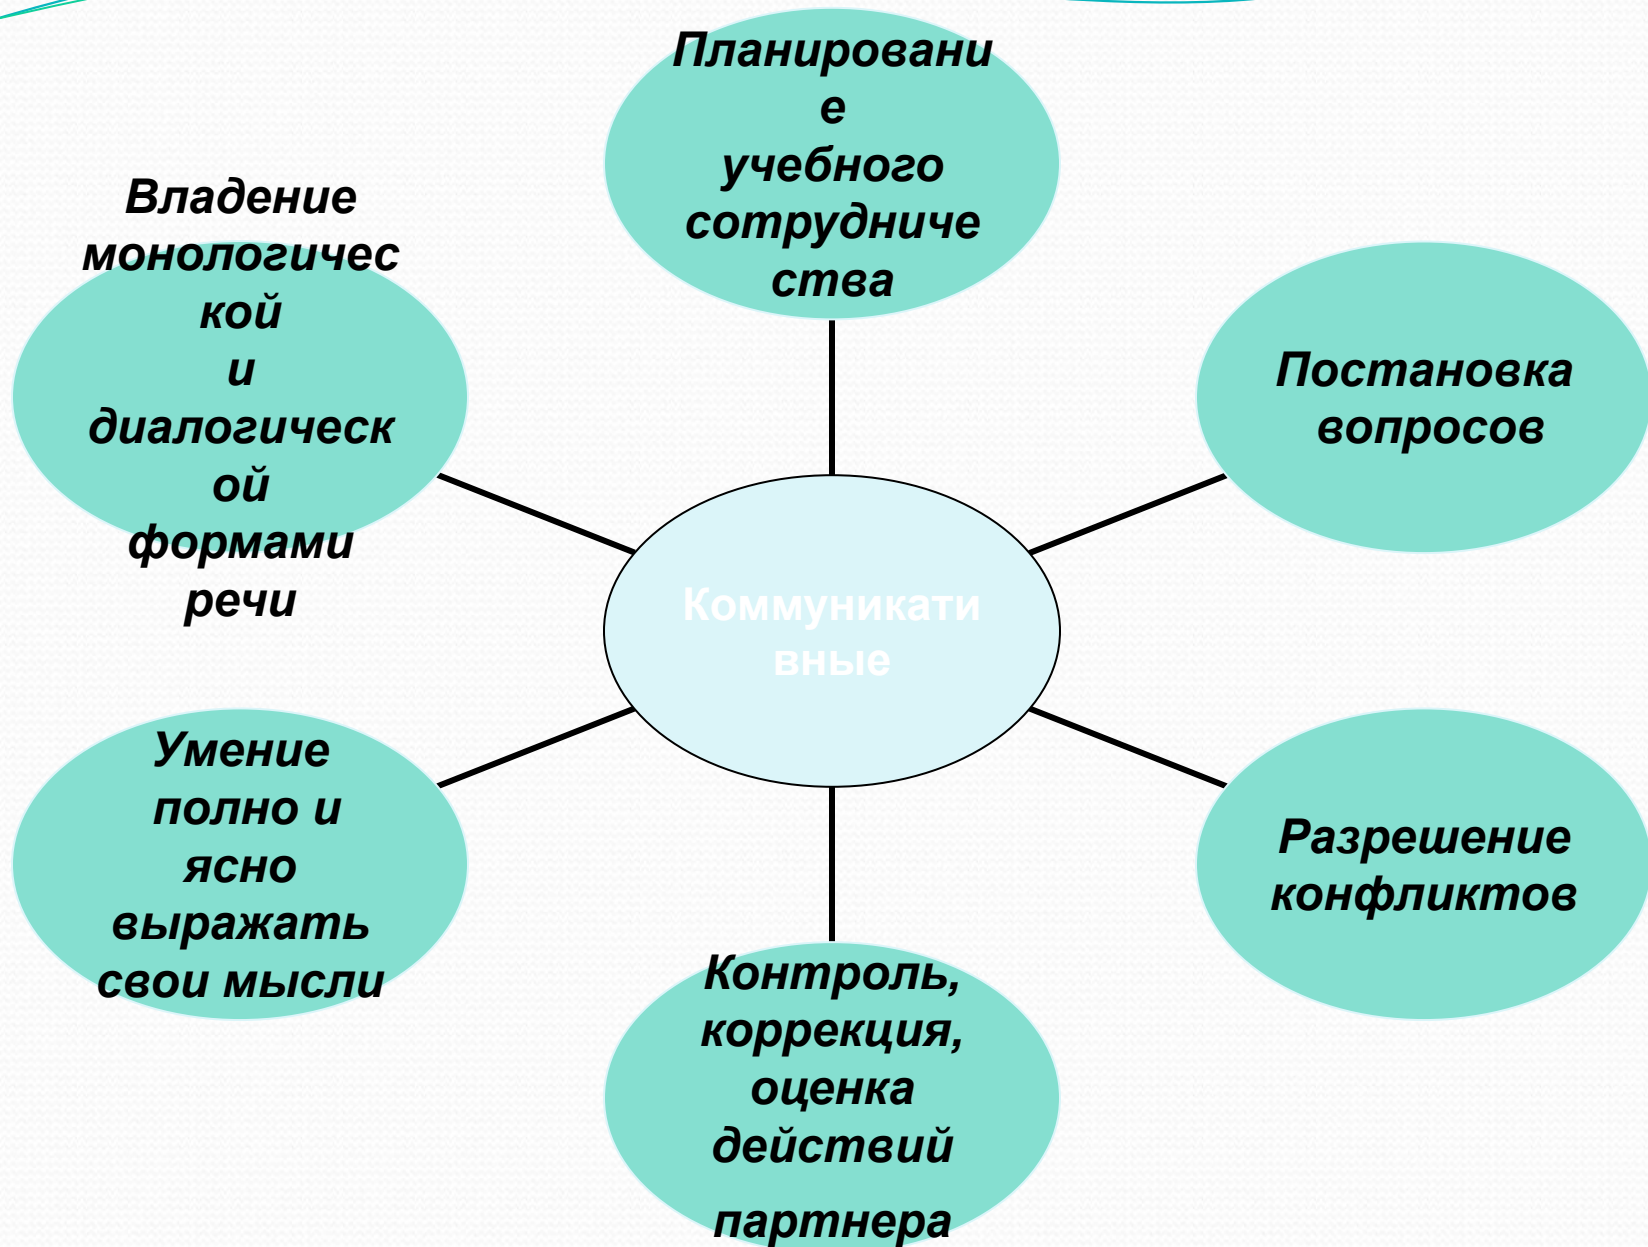 Планировани
е
учебного
сотрудниче
ства
Владение
монологичес
кой
и
диалогическ
ой
формами
речи
Постановка
вопросов
Коммуникати
вные
Умение
полно и
ясно
выражать
свои мысли
Разрешение
конфликтов
Контроль,
коррекция,
оценка
действий
партнера